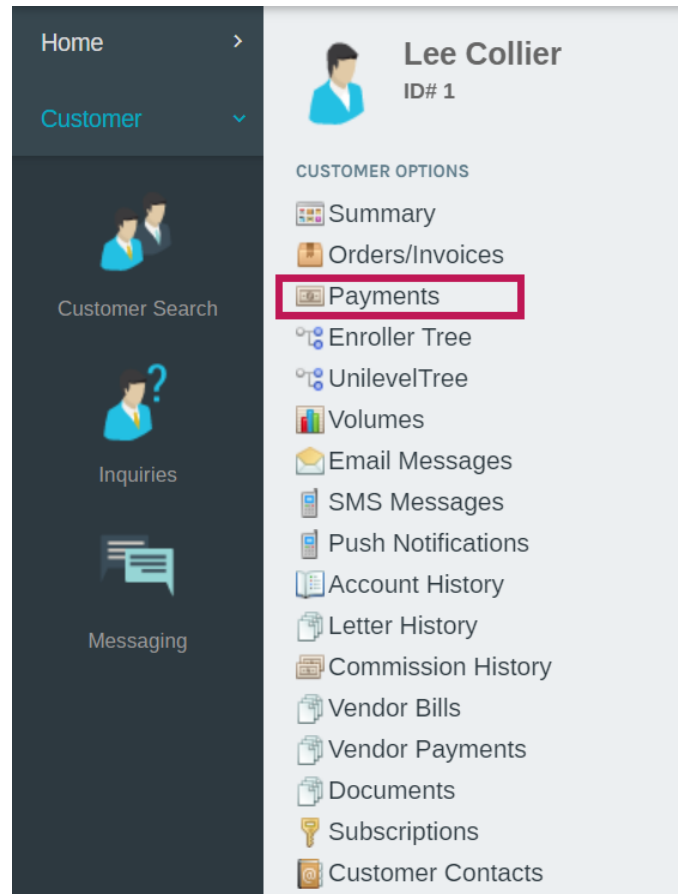 Home
Customer
Customer Search
Inquiries
Messaging
Lee Collier
ID# 1
CUSTOMER OPTIONS
Summary
Orders/Invoices
Payments
Enroller Tree
UnilevelTree
Volumes
Email Messages
SMS Messages
Push Notifications
Account History
Letter History
Commission History
Vendor Bills
Vendor Payments
Documents
Subscriptions
Customer Contacts